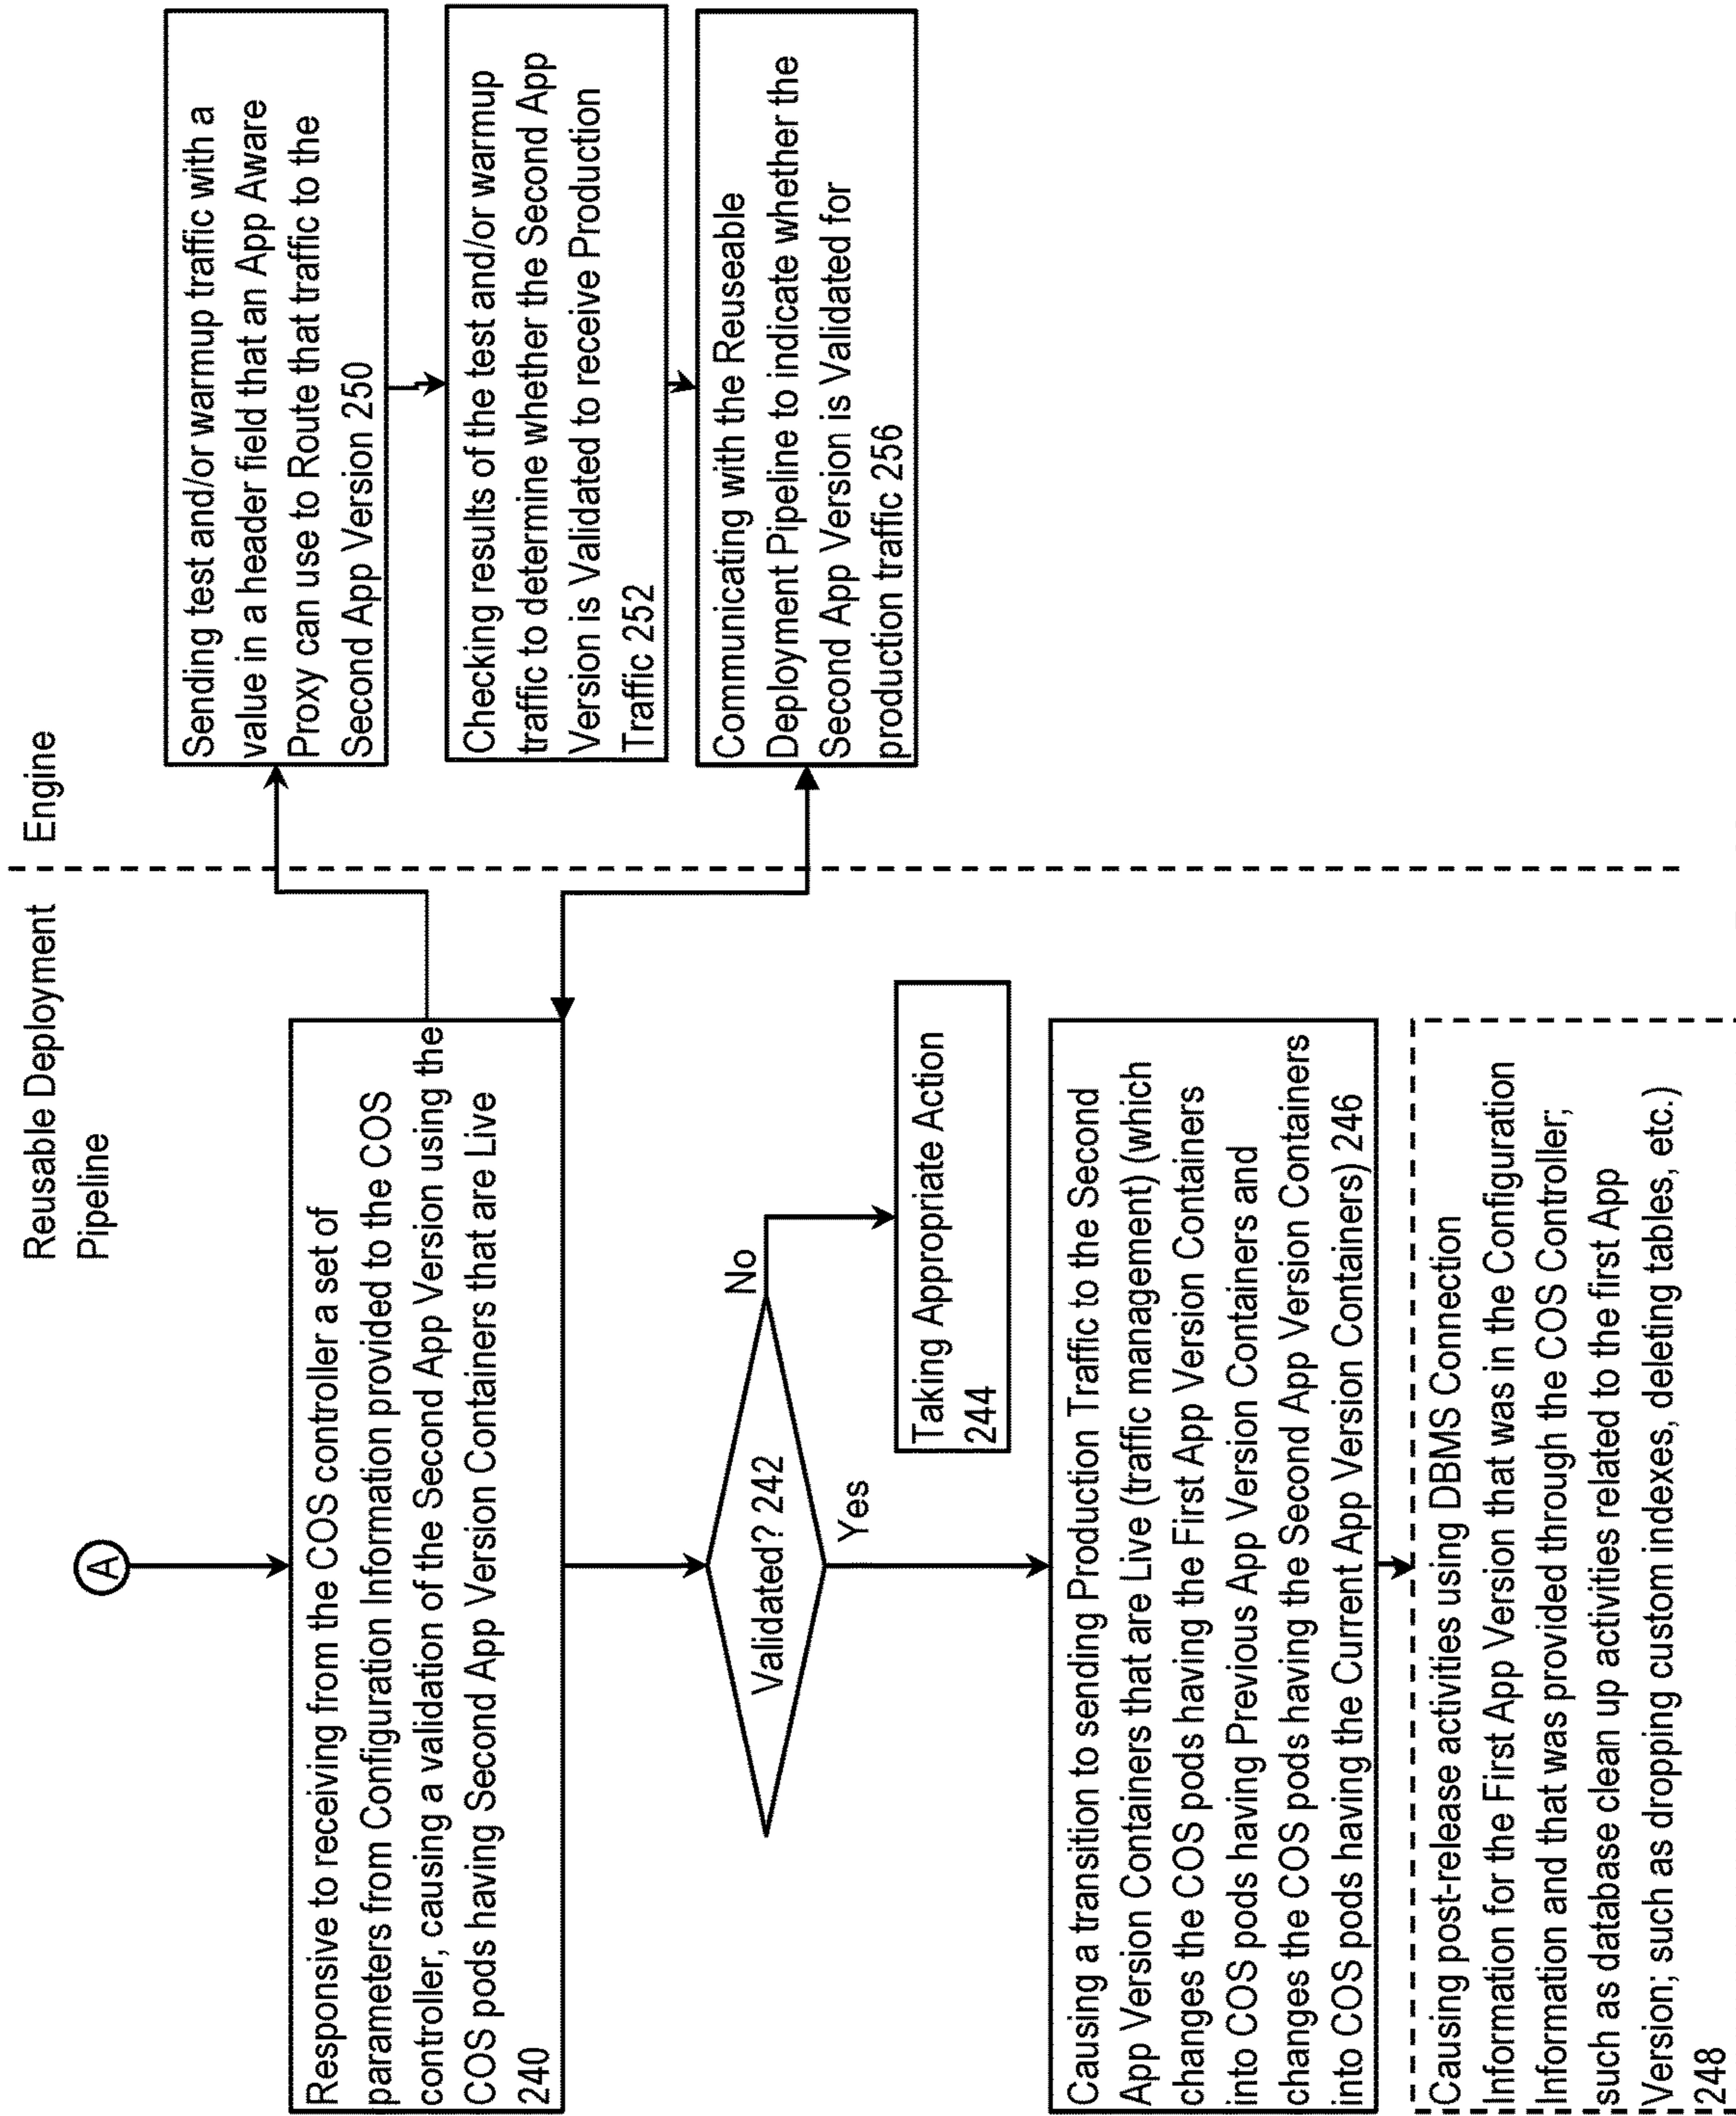 Reusable Deployment
Pipeline
Engine
A
Responsive to receiving from the COS controller a set of
parameters from Configuration Information provided to the COS
controller, causing a validation of the Second App Version using the
COS pods having Second App Version Containers that are Live
240
Sending test and/or warmup traffic with a
value in a header field that an App Aware
Proxy can use to Route that traffic to the
Second App Version 250
Checking results of the test and/or warmup
traffic to determine whether the Second App
Version is Validated to receive Production
Traffic 252
Communicating with the Reuseable
Deployment Pipeline to indicate whether the
Second App Version is Validated for
production traffic 256
Validated? 242
No
Yes
Taking Appropriate Action
244
Causing a transition to sending Production Traffic to the Second
App Version Containers that are Live (traffic management) (which
changes the COS pods having the First App Version Containers
into COS pods having Previous App Version Containers and
changes the COS pods having the Second App Version Containers
into COS pods having the Current App Version Containers) 246
Causing post-release activities using DBMS Connection
Information for the First App Version that was in the Configuration
Information and that was provided through the COS Controller;
such as database clean up activities related to the first App
Version; such as dropping custom indexes, deleting tables, etc.)
248